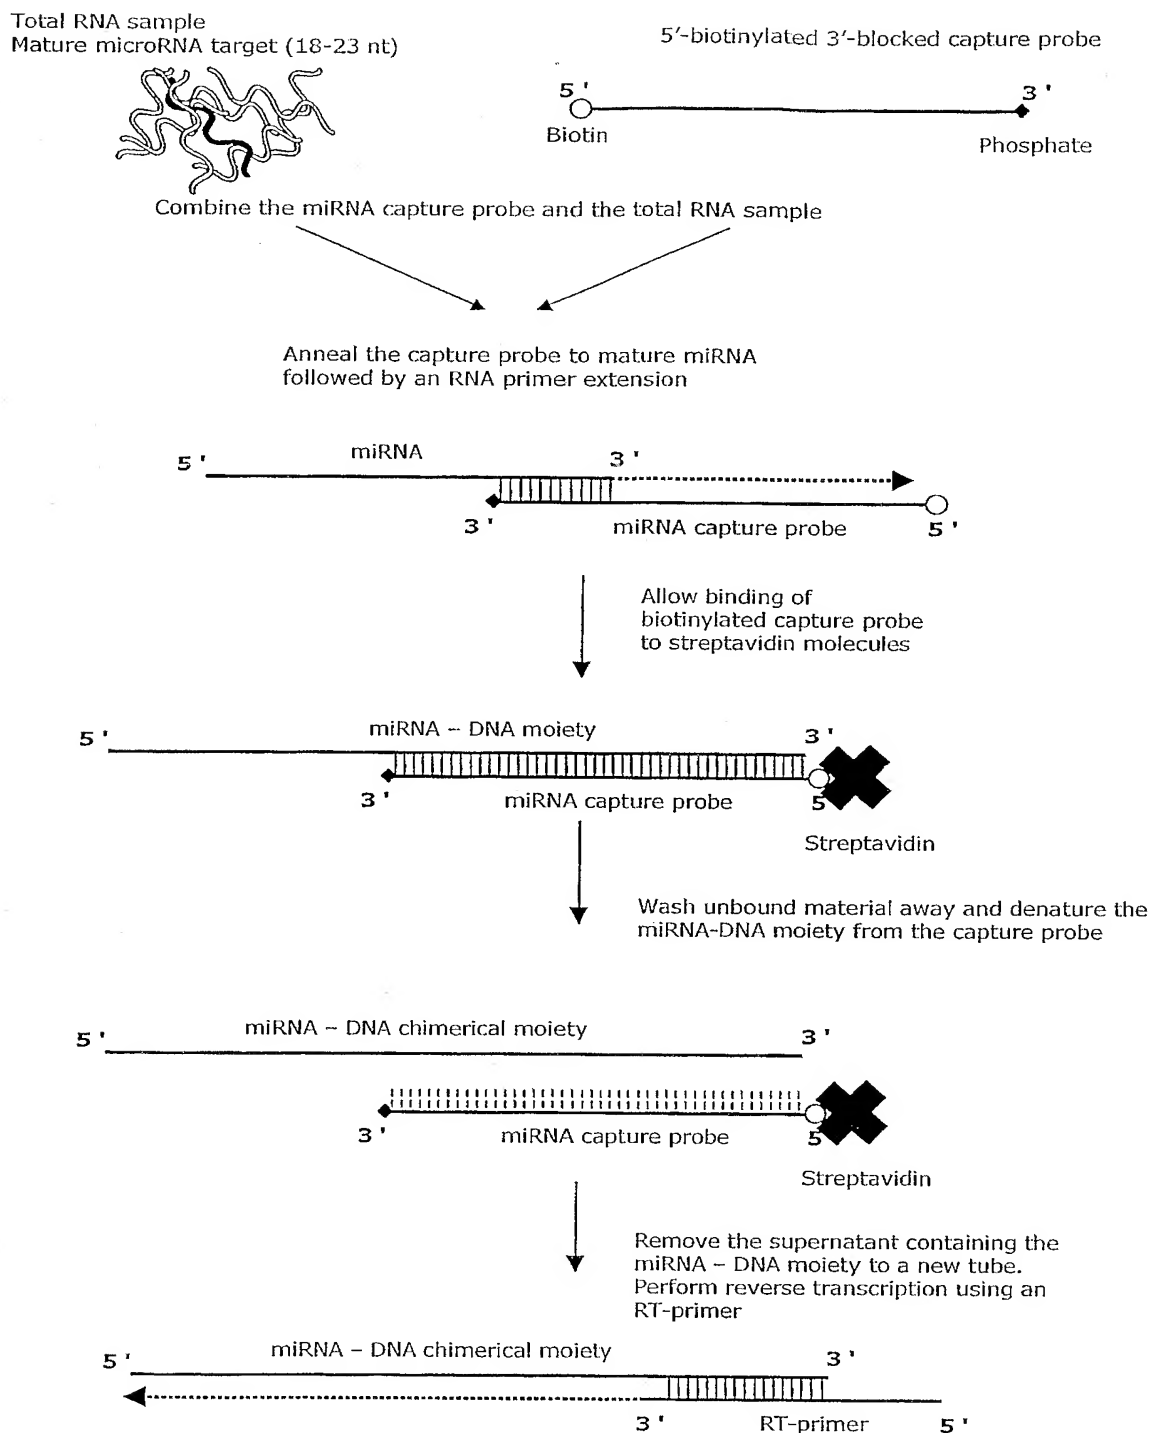 Total RNA sample
Mature microRNA target (18-23 nt)
5'-biotinylated 3'-blocked capture probe
5'
3'
Biotin
Phosphate
Combine the miRNA capture probe and the total RNA sample
Anneal the capture probe to mature miRNA
followed by an RNA primer extension
5'
miRNA
3'
3'
miRNA capture probe
5'
Allow binding of
biotinylated capture probe
to streptavidin molecules
5'
miRNA – DNA moiety
3'
3'
miRNA capture probe
5
Streptavidin
Wash unbound material away and denature the
miRNA-DNA moiety from the capture probe
5'
miRNA – DNA chimerical moiety
3'
3'
miRNA capture probe
5
Streptavidin
Remove the supernatant containing the
miRNA – DNA moiety to a new tube.
Perform reverse transcription using an
RT-primer
5'
miRNA – DNA chimerical moiety
3'
3'
RT-primer
5'